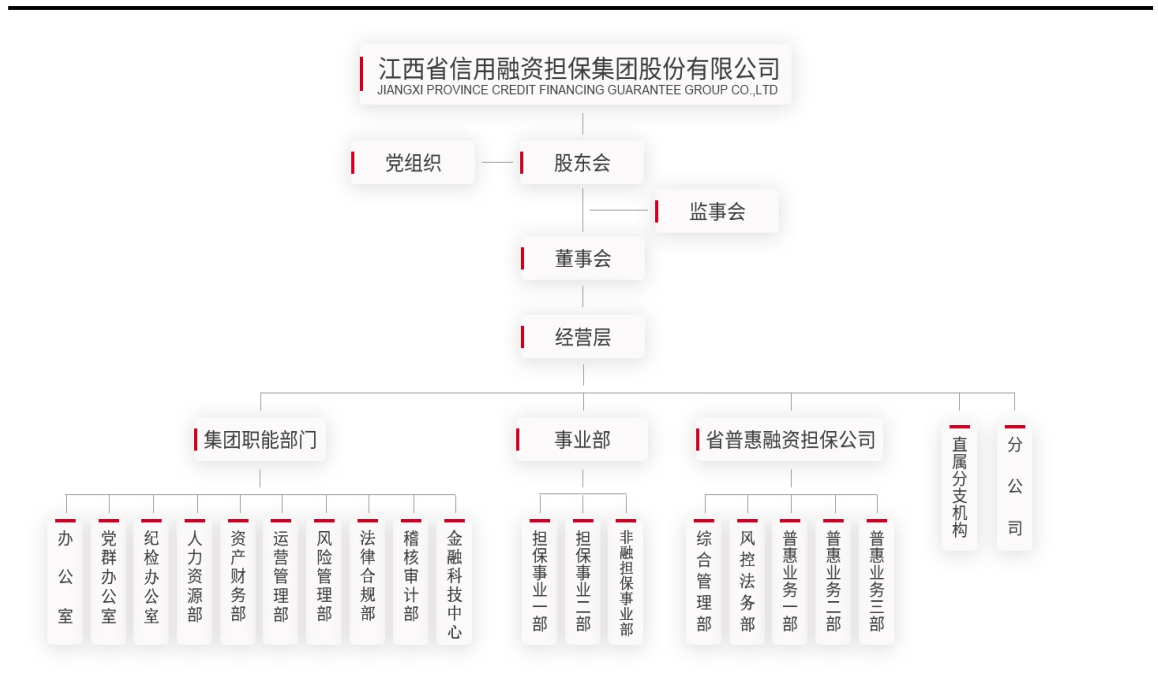 江西省信用融资担保集团股份有限公司
JIANGXI PROVINCE CREDIT FINANCING GUARANTEE GROUP CO.,LTD
党组织
股东会
监事会
董事会
经营层
集团职能部门
事业部
省普惠融资担保公司
直属分支机构
分公司
办公室
党群办公室
纪检办公室
人力资源部
资产财务部
运营管理部
风险管理部
法律合规部
稽核审计部
金融科技中心
担保事业一部
担保事业二部
非融担保事业部
综合管理部
风控法务部
普惠业务一部
普惠业务二部
普惠业务三部